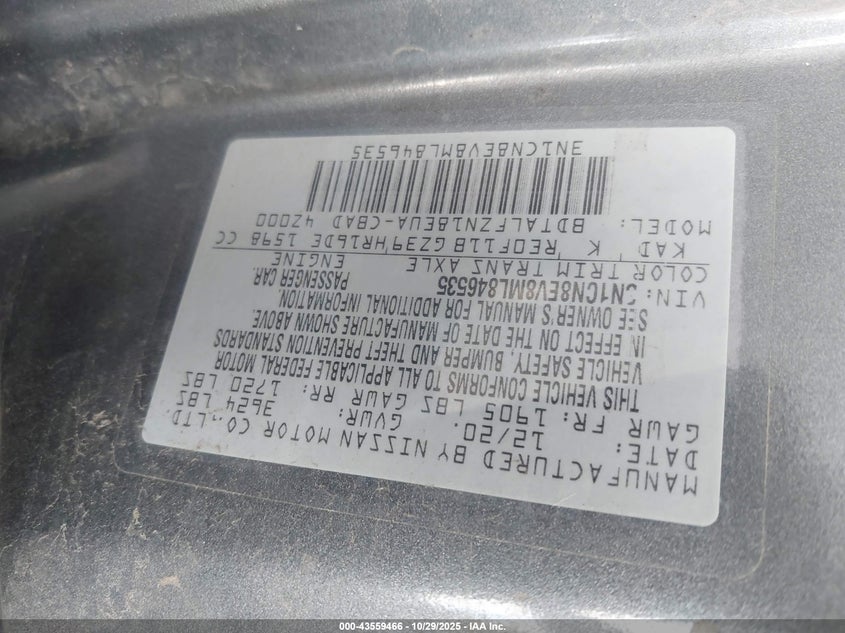 MANUFACTURED BY NISSAN MOTOR CO., LTD.
DATE: 12/20 GVWR: 3624 LBS
GAWR FR: 1905 LBS GAWR RR: 1720 LBS
THIS VEHICLE CONFORMS TO ALL APPLICABLE FEDERAL MOTOR
VEHICLE SAFETY, BUMPER AND THEFT PREVENTION STANDARDS
IN EFFECT ON THE DATE OF MANUFACTURE SHOWN ABOVE.
SEE OWNER'S MANUAL FOR ADDITIONAL INFORMATION.
VIN: 3N1CN8EV8ML846535 PASSENGER CAR.
COLOR TRIM TRANS AXLE ENGINE
KAD K RE0F11B GZ39 HR16DE 1598 CC
MODEL: BDTALFZN18EUA-CBAD 4Z000
3N1CN8EV8ML846535
000-43559466 | 10/29/2025 | IAA Inc.